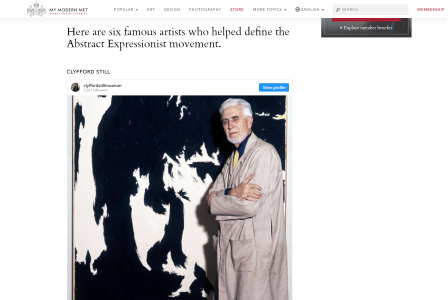 MY MODERN MET
POPULAR
ART
DESIGN
PHOTOGRAPHY
STORE
MORE TOPICS
ENGLISH
SEARCH
MEMBERSHIP
Here are six famous artists who helped define the
Abstract Expressionist movement.
Explore member benefits
CLYFFORD STILL
clyffordstillmuseum
View profile